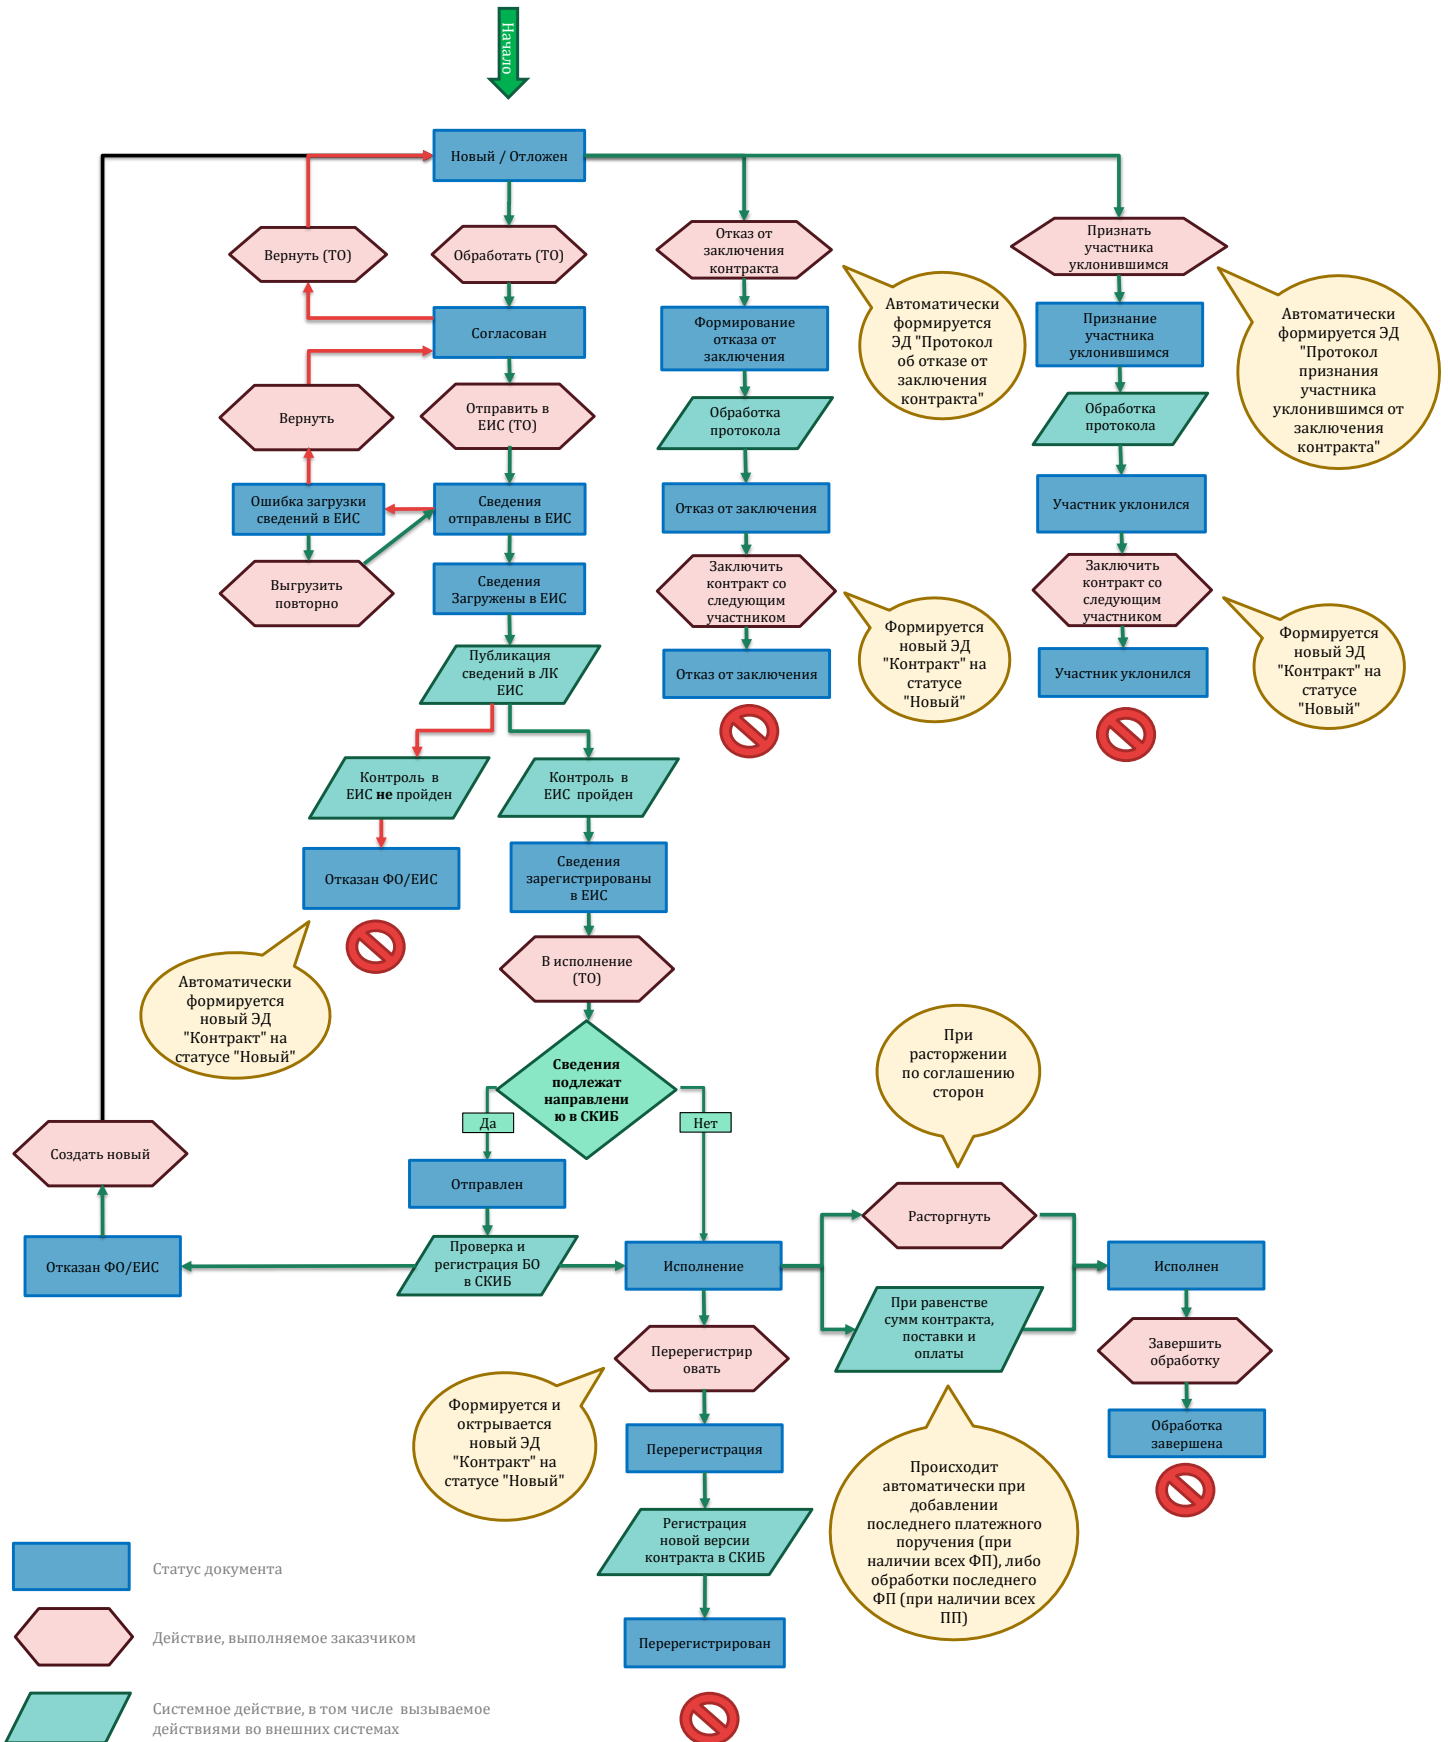 Начало
Новый / Отложен
Вернуть (ТО)
Обработать (ТО)
Отказ от
заключения
контракта
Признать
участника
уклонившимся
Согласован
Формирование
отказа от
заключения
Автоматически
формируется
ЭД "Протокол
об отказе от
заключения
контракта"
Признание
участника
уклонившимся
Автоматически
формируется ЭД
"Протокол
признания
участника
уклонившимся от
заключения
контракта"
Вернуть
Отправить в
ЕИС (ТО)
Обработка
протокола
Обработка
протокола
Ошибка загрузки
сведений в ЕИС
Сведения
отправлены в ЕИС
Отказ от заключения
Участник уклонился
Выгрузить
повторно
Сведения
Загружены в ЕИС
Заключить
контракт со
следующим
участником
Заключить
контракт со
следующим
участником
Формируется
новый ЭД
"Контракт" на
статусе
"Новый"
Формируется
новый ЭД
"Контракт" на
статусе
"Новый"
Публикация
сведений в ЛК
ЕИС
Отказ от заключения
Участник уклонился
Контроль в
ЕИС не пройден
Контроль в
ЕИС пройден
Отказан ФО/ЕИС
Сведения
зарегистрированы
в ЕИС
Автоматически
формируется
новый ЭД
"Контракт" на
статусе "Новый"
В исполнение
(ТО)
Сведения
подлежат
направлени
ю в СКИБ
Да
Нет
При
расторжении
по соглашению
сторон
Создать новый
Отправлен
Расторгнуть
Отказан ФО/ЕИС
Проверка и
регистрация БО
в СКИБ
Исполнение
Исполнен
При равенстве
сумм контракта,
поставки и
оплаты
Перерегистрир
овать
Завершить
обработку
Формируется и
октрывается
новый ЭД
"Контракт" на
статусе "Новый"
Перерегистрация
Обработка
завершена
Происходит
автоматически при
добавлении
последнего платежного
поручения (при
наличии всех ФП), либо
обработки последнего
ФП (при наличии всех
ПП)
Регистрация
новой версии
контракта в СКИБ
Перерегистрирован
Статус документа
Действие, выполняемое заказчиком
Системное действие, в том числе вызываемое
действиями во внешних системах